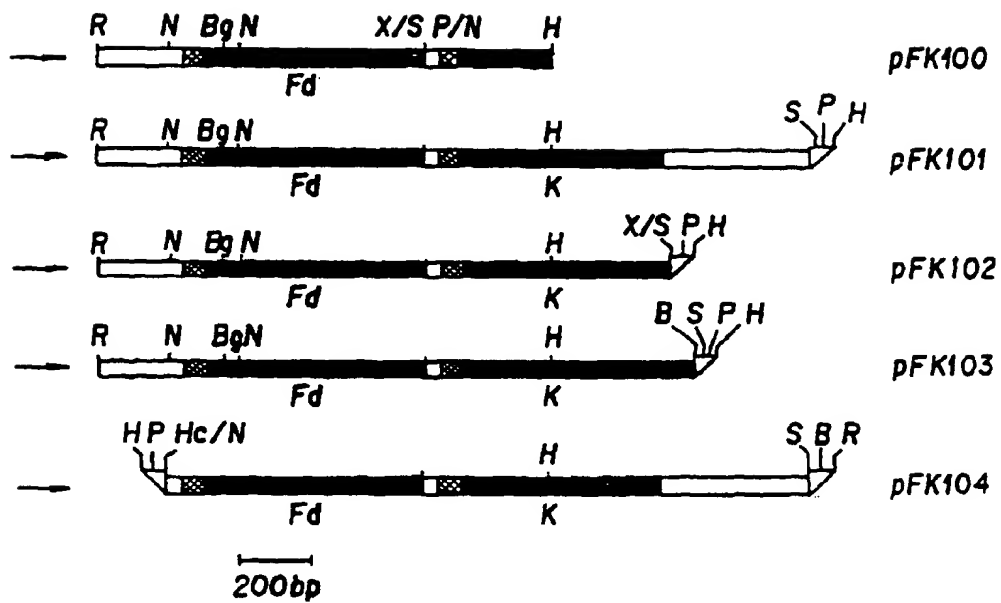 R N Bg N X/S P/N H
pFK100
Fd
S P H
R N Bg N H
pFK101
Fd K
X/S P H
R N Bg N H
pFK102
Fd K
B S P H
R N BgN H
pFK103
Fd K
H P Hc/N S B R
H
pFK104
Fd K
200bp